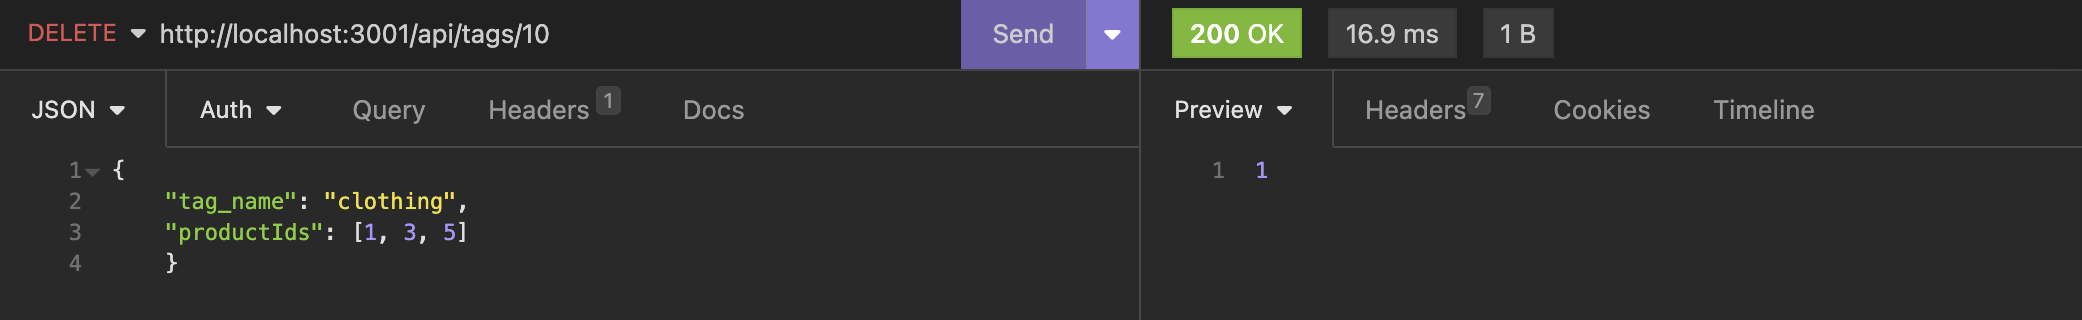 DELETE http://localhost:3001/api/tags/10 Send 200 OK 16.9 ms 1 B
JSON Auth Query Headers 1 Docs Preview Headers 7 Cookies Timeline
1 {
2 "tag_name": "clothing",
3 "productIds": [1, 3, 5]
4 }
1 1